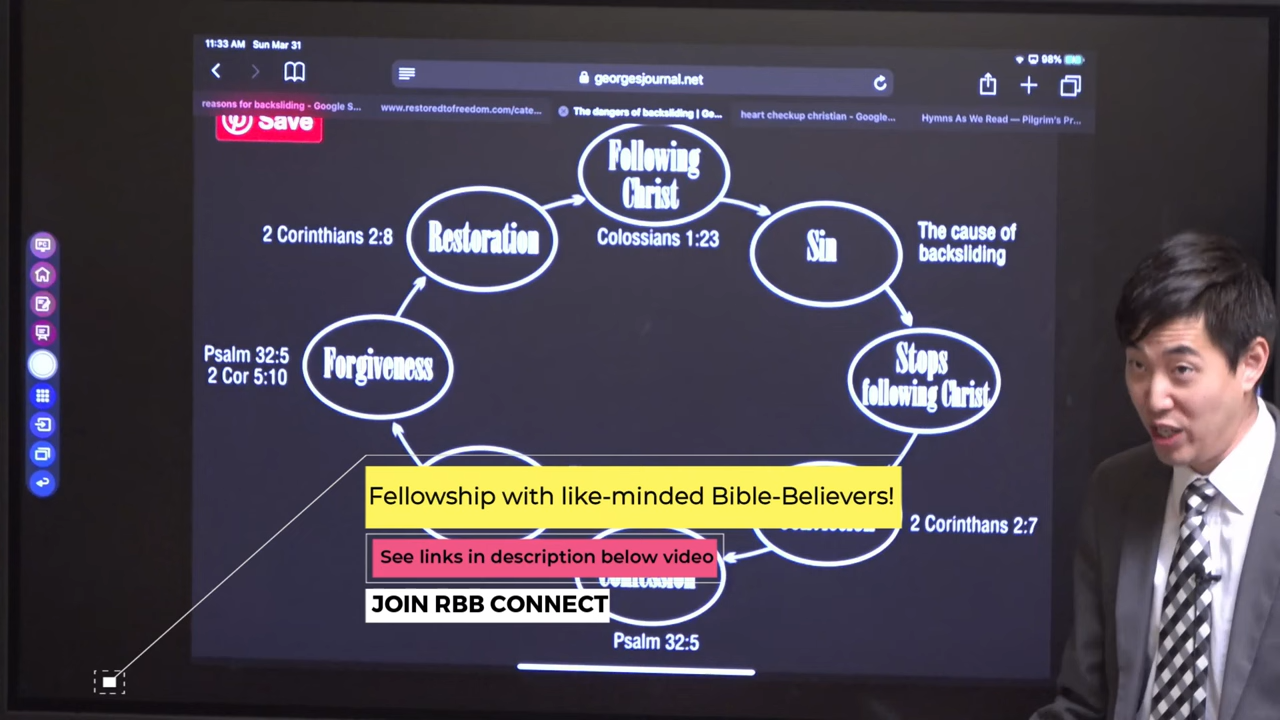 11:33 AM Sun Mar 31
98%
georgesjournal.net
reasons for backsliding - Google S...
www.restoredtofreedom.com/cate...
The dangers of backsliding | Ge...
heart checkup christian - Google...
Hymns As We Read — Pilgrim's Pr...
Save
Following
Christ
Colossians 1:23
Sin
The cause of
backsliding
Stops
following Christ
2 Corinthans 2:7
Psalm 32:5
Forgiveness
Psalm 32:5
2 Cor 5:10
Restoration
2 Corinthians 2:8
Fellowship with like-minded Bible-Believers!
See links in description below video
JOIN RBB CONNECT